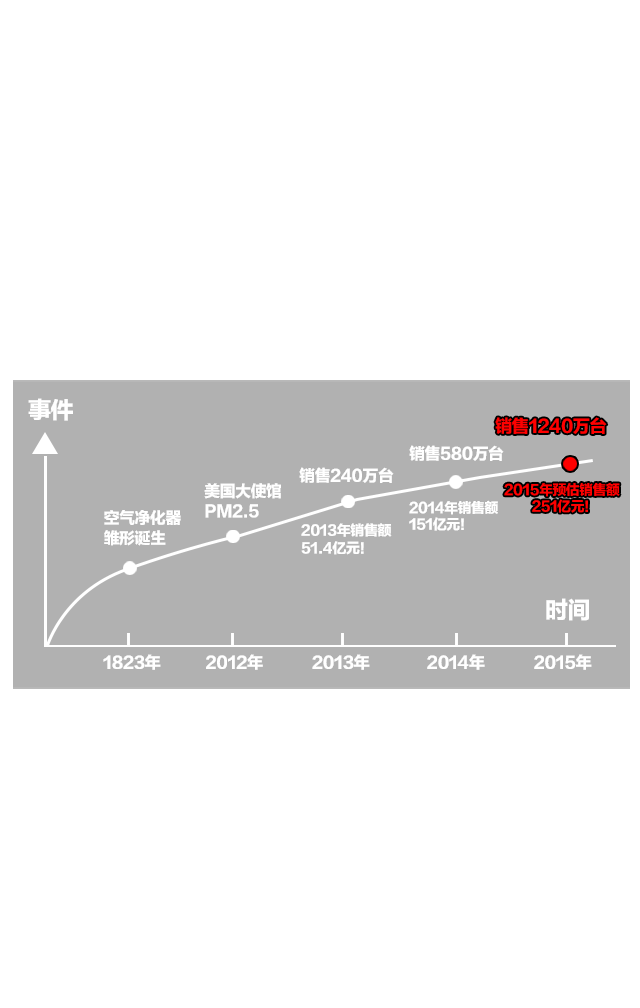 事件
销售1240万台
销售580万台
销售240万台
美国大使馆
PM2.5
空气净化器
雏形诞生
2015年预估销售额
251亿元!
2014年销售额
151亿元!
2013年销售额
51.4亿元!
时间
1823年
2012年
2013年
2014年
2015年